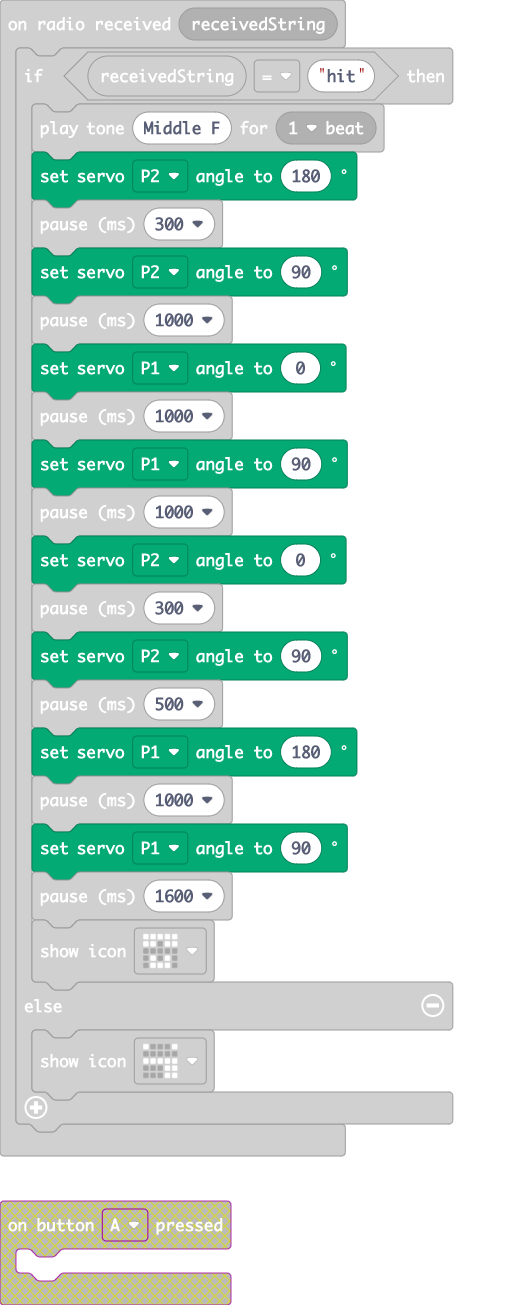 on radio received receivedString
if receivedString = "hit" then
play tone Middle F for 1 beat
set servo P2 angle to 180 °
pause (ms) 300
set servo P2 angle to 90 °
pause (ms) 1000
set servo P1 angle to 0 °
pause (ms) 1000
set servo P1 angle to 90 °
pause (ms) 1000
set servo P2 angle to 0 °
pause (ms) 300
set servo P2 angle to 90 °
pause (ms) 500
set servo P1 angle to 180 °
pause (ms) 1000
set servo P1 angle to 90 °
pause (ms) 1600
show icon
else
show icon
on button A pressed